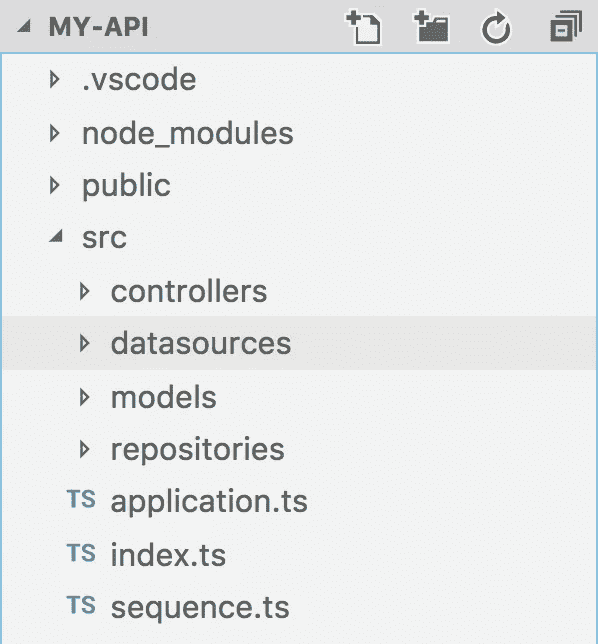 MY-API
.vscode
node_modules
public
src
controllers
datasources
models
repositories
TS application.ts
TS index.ts
TS sequence.ts